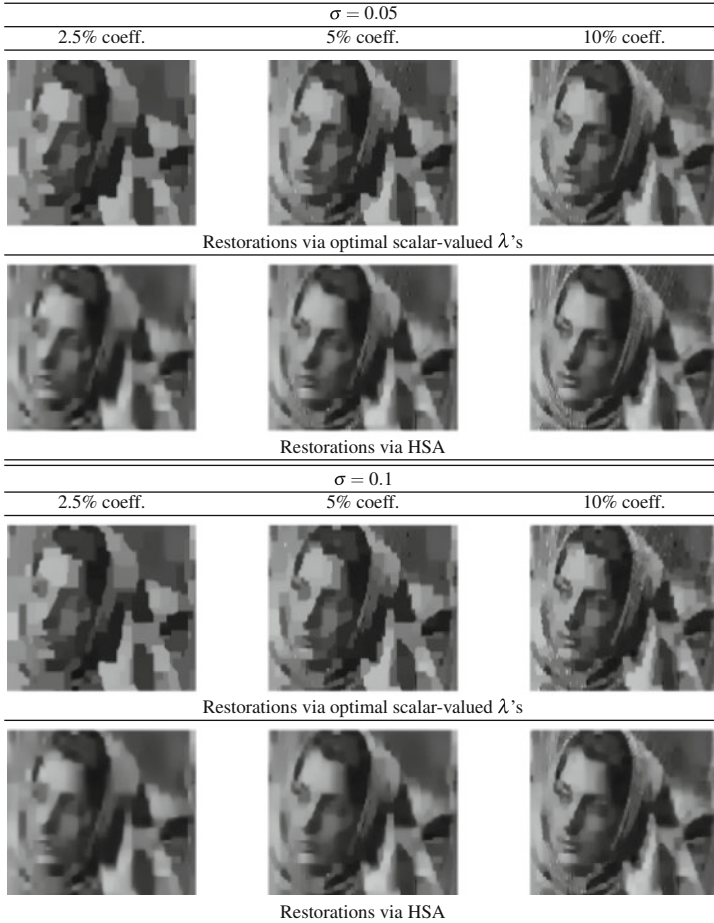 σ = 0.05
2.5% coeff. 5% coeff. 10% coeff.
Restorations via optimal scalar-valued λ's
Restorations via HSA
σ = 0.1
2.5% coeff. 5% coeff. 10% coeff.
Restorations via optimal scalar-valued λ's
Restorations via HSA